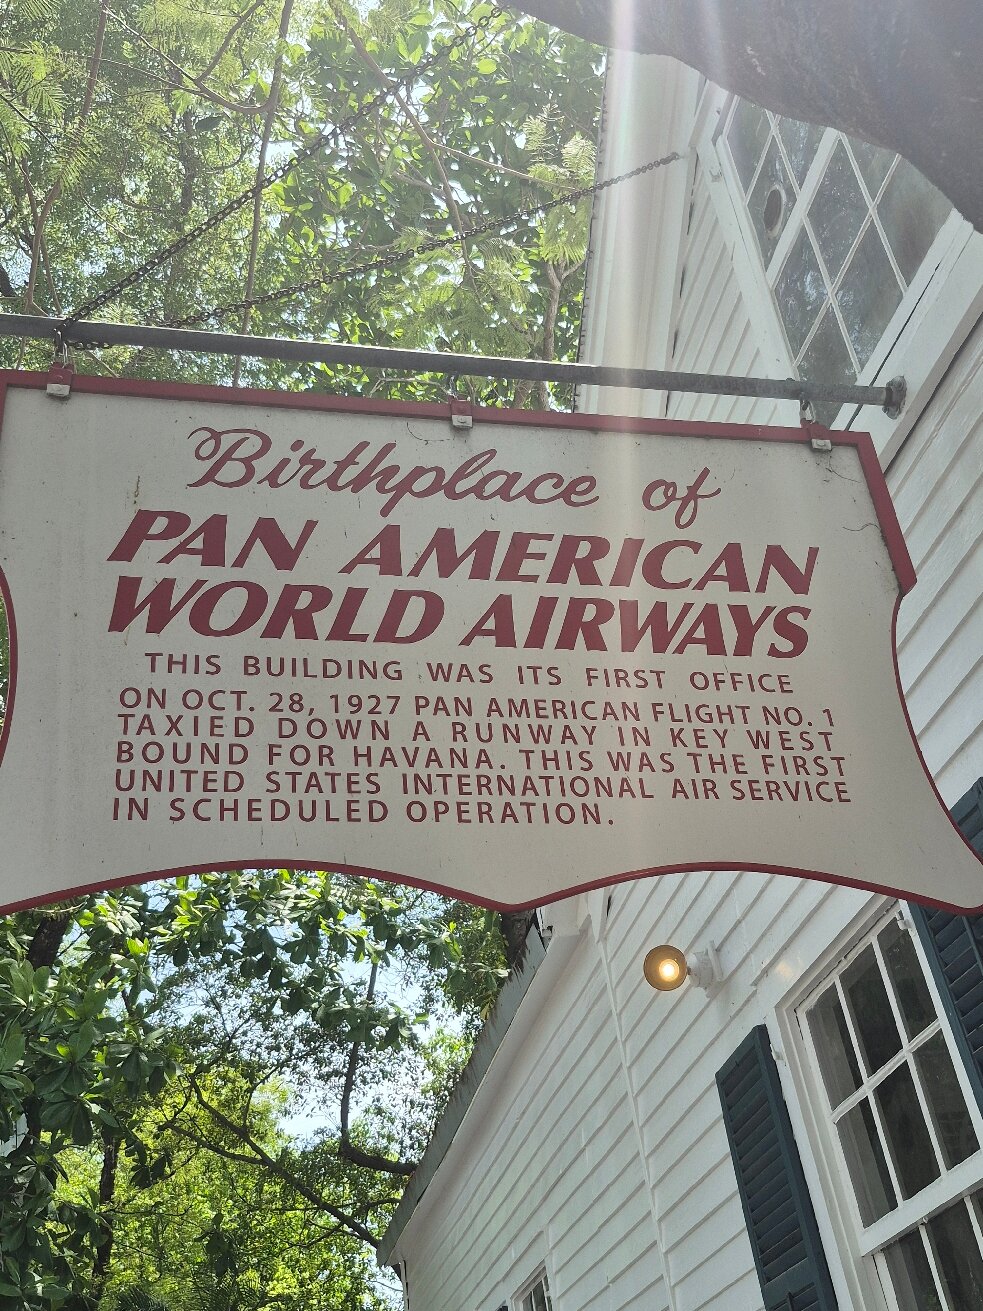 Birthplace of
PAN AMERICAN
WORLD AIRWAYS
THIS BUILDING WAS ITS FIRST OFFICE
ON OCT. 28, 1927 PAN AMERICAN FLIGHT NO. 1
TAXIED DOWN A RUNWAY IN KEY WEST
BOUND FOR HAVANA. THIS WAS THE FIRST
UNITED STATES INTERNATIONAL AIR SERVICE
IN SCHEDULED OPERATION.